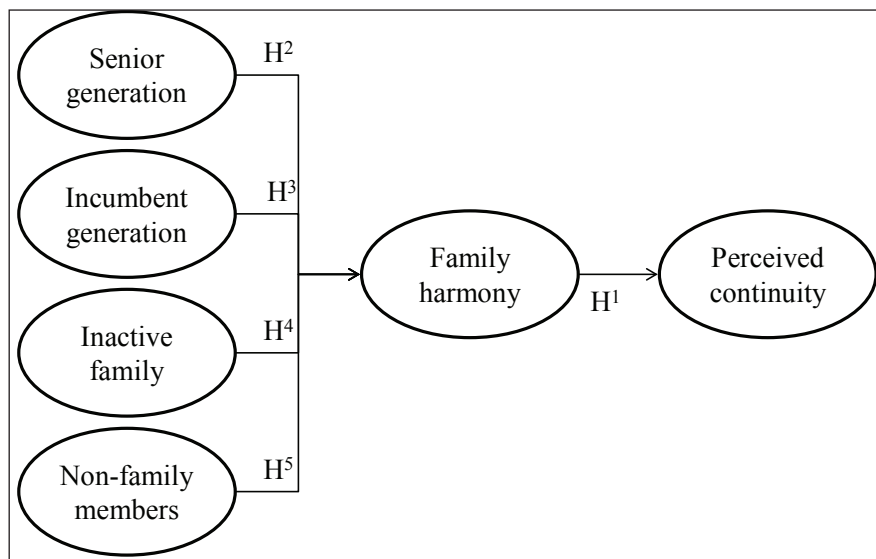 Senior
generation
H²
Incumbent
generation
H³
Inactive
family
H⁴
Non-family
members
H⁵
Family
harmony
H¹
Perceived
continuity